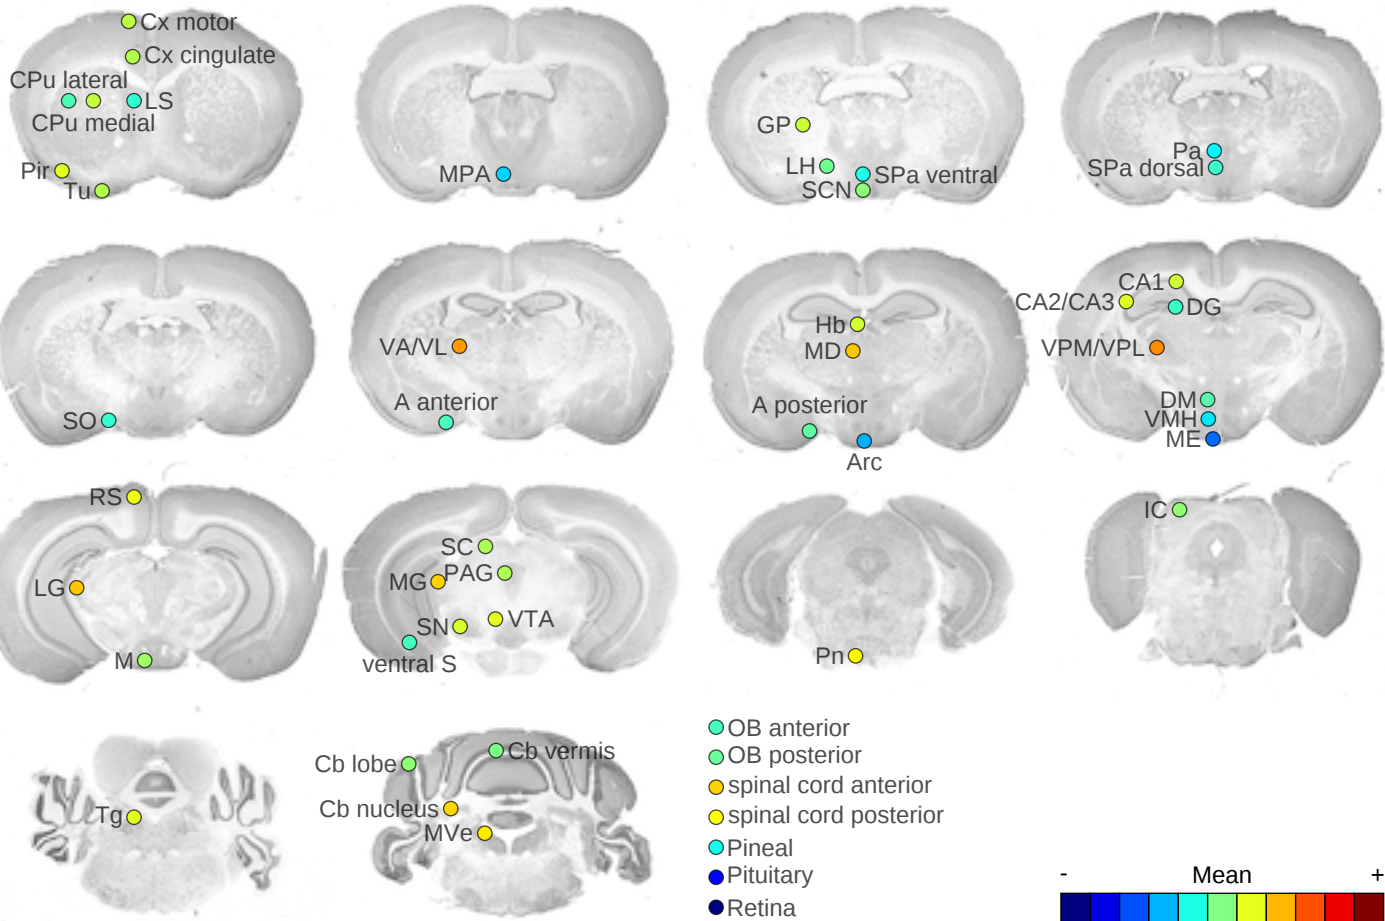 Cx motor
Cx cingulate
CPu lateral
LS
CPu medial
Pir
Tu
MPA
GP
LH
SPa ventral
SCN
Pa
SPa dorsal
SO
VA/VL
A anterior
Hb
MD
A posterior
Arc
CA1
CA2/CA3
DG
VPM/VPL
DM
VMH
ME
RS
LG
M
SC
PAG
MG
SN
VTA
ventral S
Pn
IC
Tg
Cb lobe
Cb vermis
Cb nucleus
MVe
OB anterior
OB posterior
spinal cord anterior
spinal cord posterior
Pineal
Pituitary
Retina
- Mean +